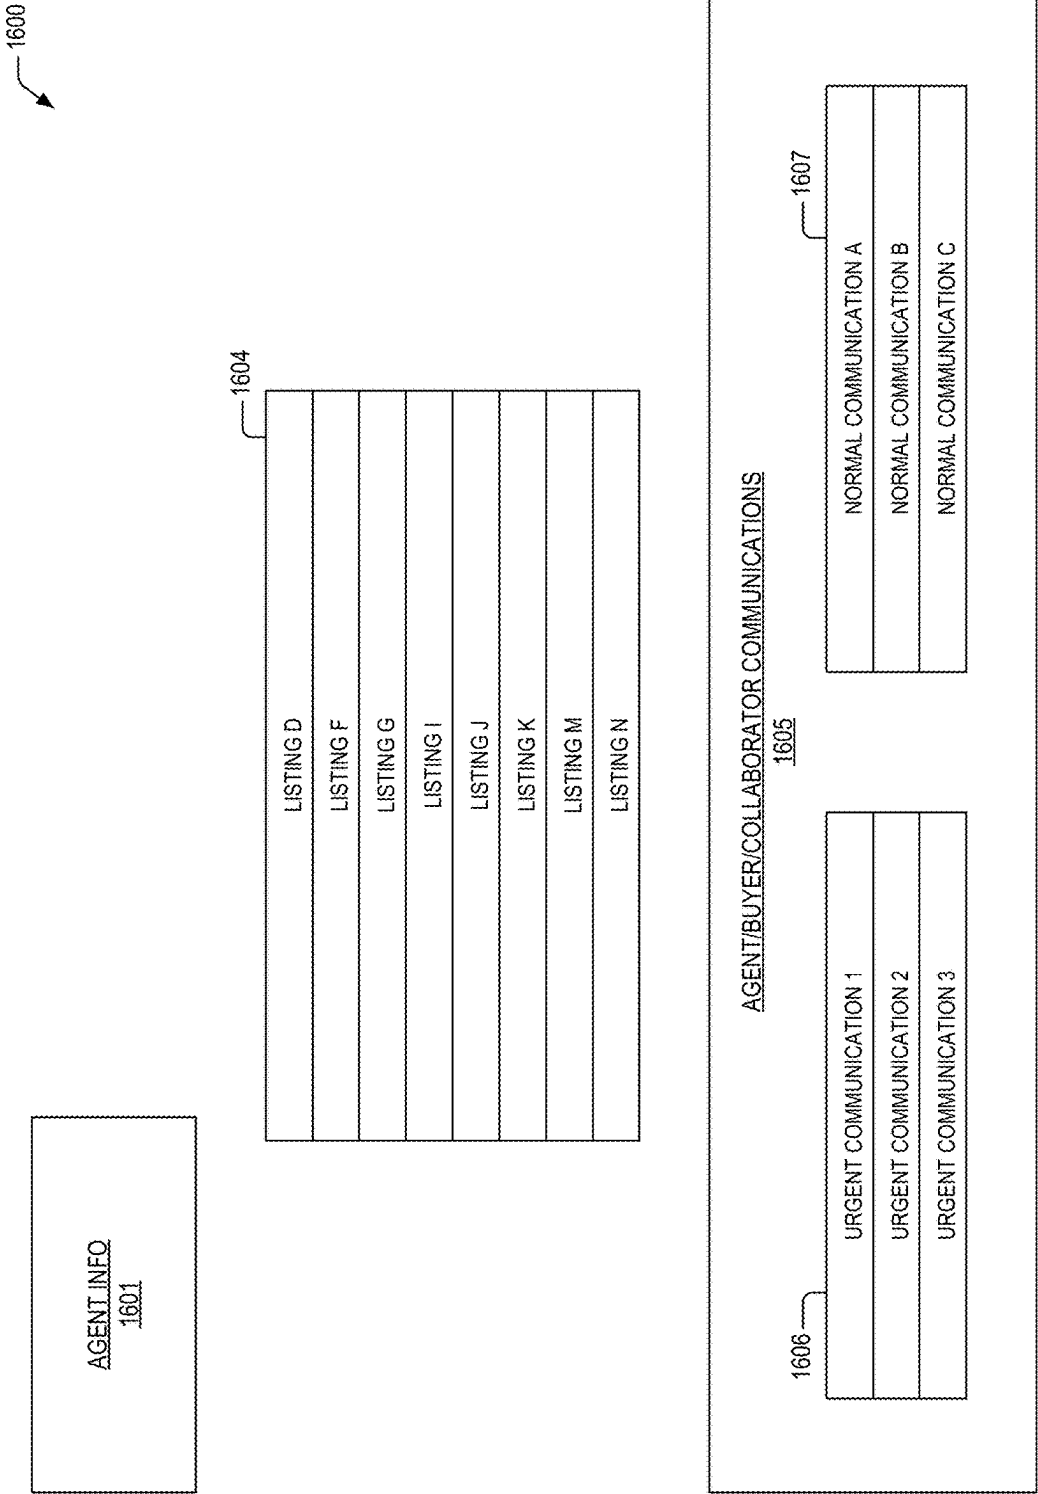 1600
AGENT INFO
1601
1604
LISTING D
LISTING F
LISTING G
LISTING I
LISTING J
LISTING K
LISTING M
LISTING N
AGENT/BUYER/COLLABORATOR COMMUNICATIONS
1605
1606
URGENT COMMUNICATION 1
URGENT COMMUNICATION 2
URGENT COMMUNICATION 3
1607
NORMAL COMMUNICATION A
NORMAL COMMUNICATION B
NORMAL COMMUNICATION C